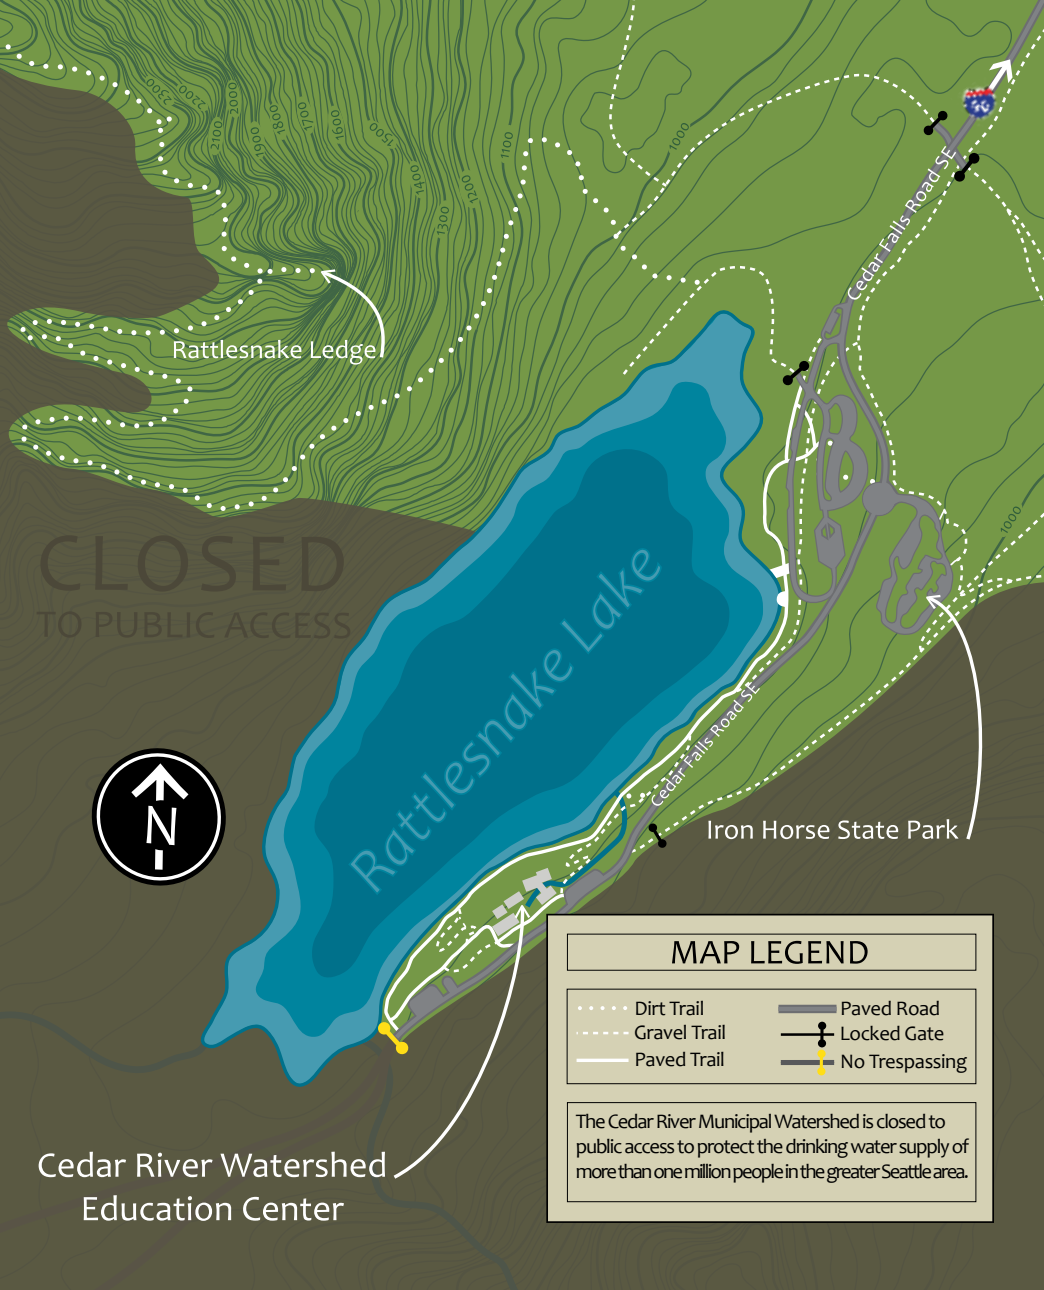 2300
2200
2000
2100
1900
1800
1700
1600
1500
1400
1300
1200
1100
1000
Cedar Falls Road SE
Rattlesnake Ledge
1000
CLOSED
TO PUBLIC ACCESS
Rattlesnake Lake
Cedar Falls Road SE
N
Iron Horse State Park
MAP LEGEND
Dirt Trail
Gravel Trail
Paved Trail
Paved Road
Locked Gate
No Trespassing
The Cedar River Municipal Watershed is closed to
public access to protect the drinking water supply of
more than one million people in the greater Seattle area.
Cedar River Watershed
Education Center